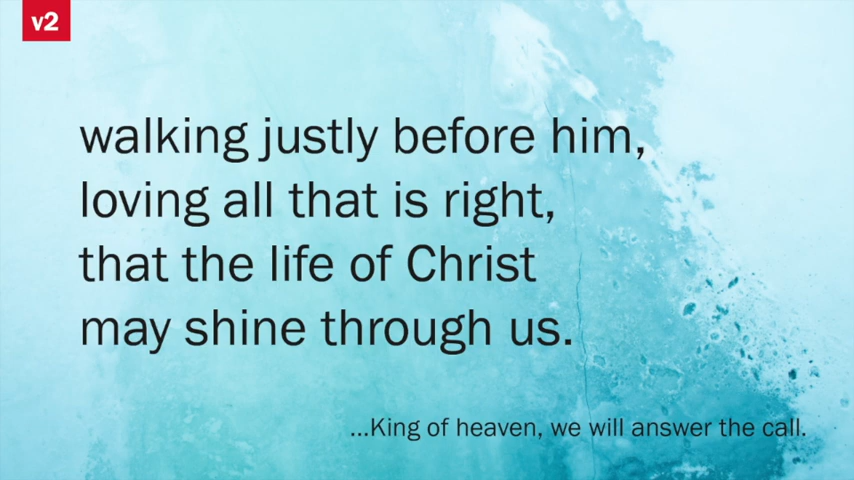 v2
walking justly before him,
loving all that is right,
that the life of Christ
may shine through us.
...King of heaven, we will answer the call.